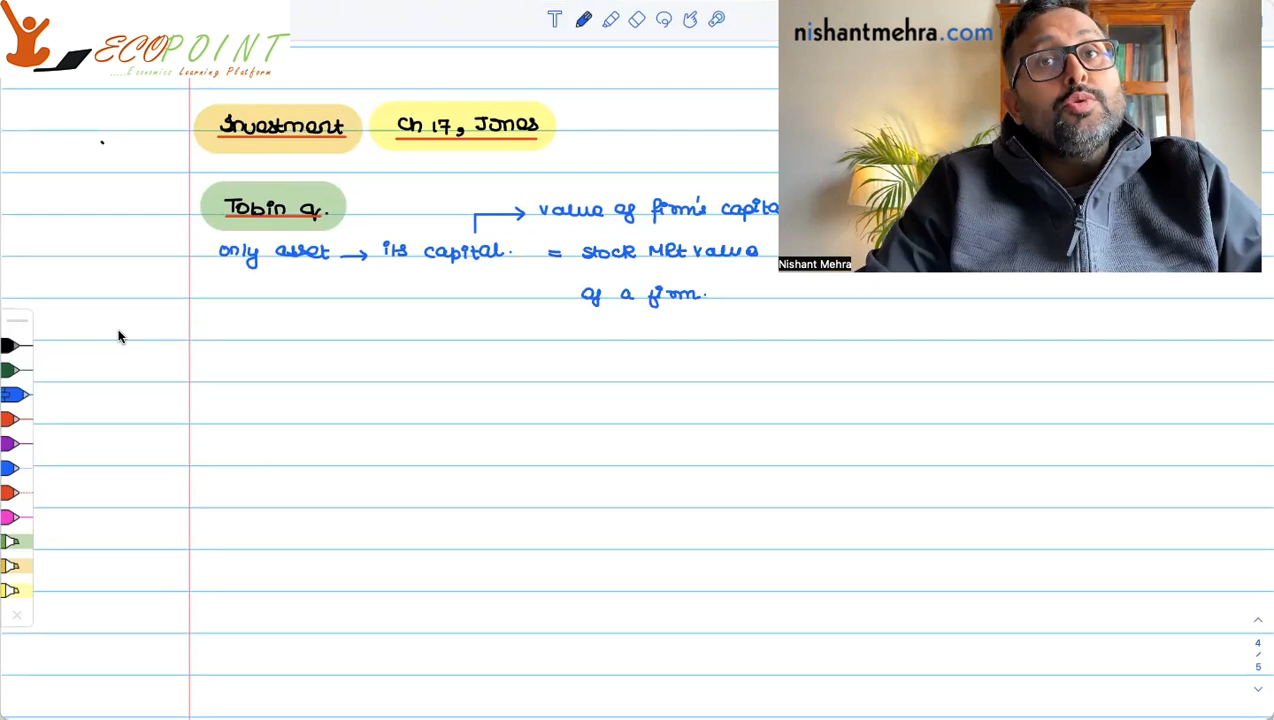 ECOPOINT
.....Economics Learning Platform
T
nishantmehra.com
Investment
Ch 17, Jones
Tobin q.
value of firm's capita
only asset → its capital.
= stock Mkt value
of a firm.
Nishant Mehra
4
/
5